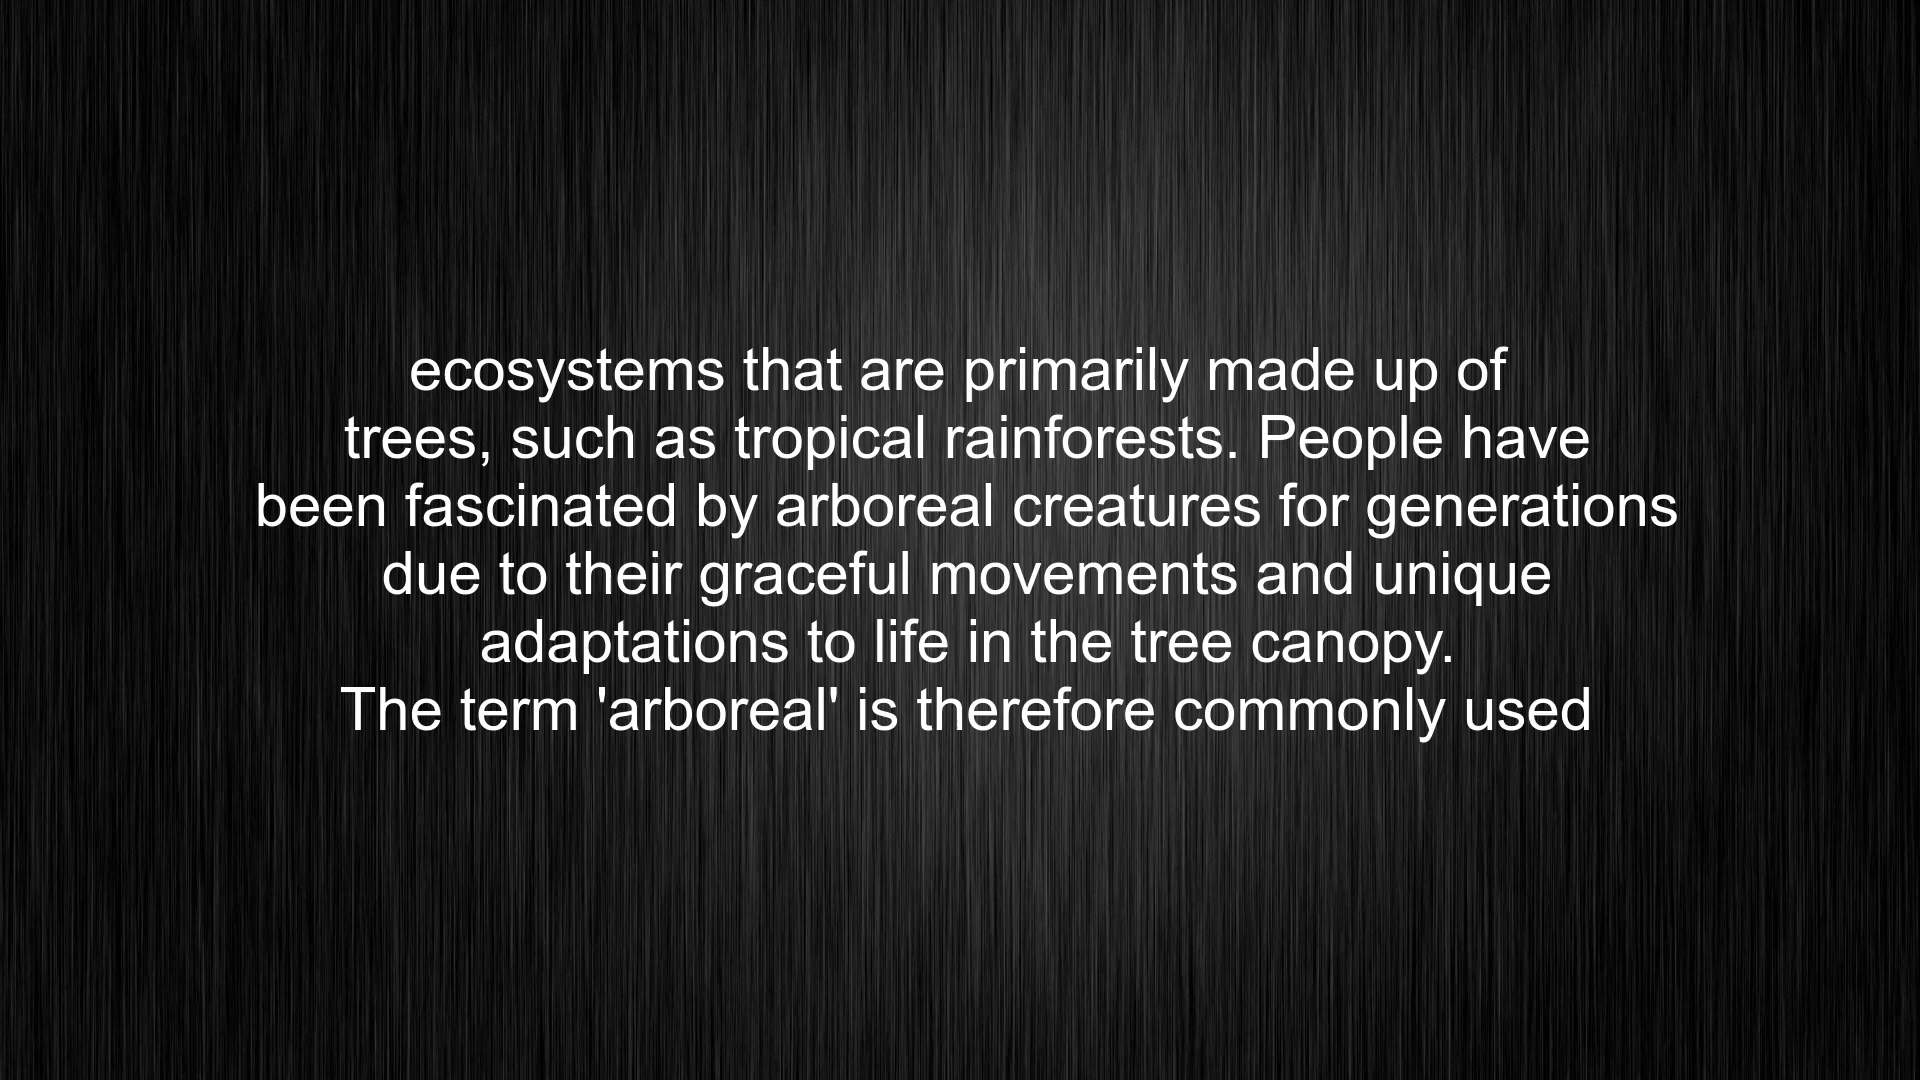 ecosystems that are primarily made up of
trees, such as tropical rainforests. People have
been fascinated by arboreal creatures for generations
due to their graceful movements and unique
adaptations to life in the tree canopy.
The term 'arboreal' is therefore commonly used